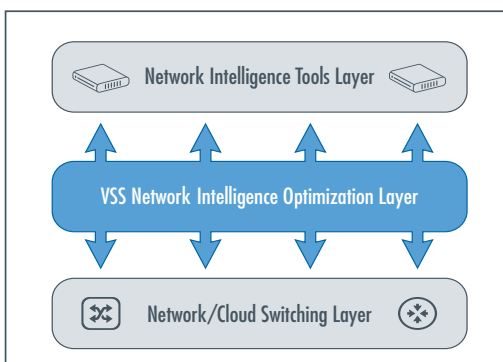 Network Intelligence Tools Layer
VSS Network Intelligence Optimization Layer
Network/Cloud Switching Layer